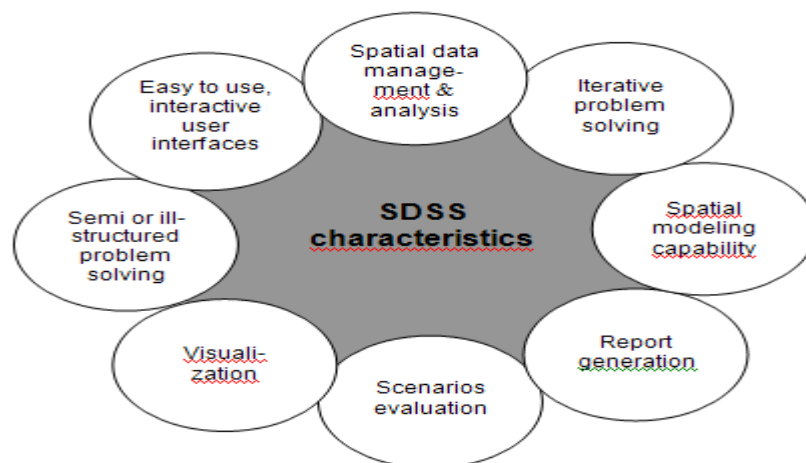 Spatial data
manage-
ment &
analysis
Iterative
problem
solving
Spatial
modeling
capability
Report
generation
Scenarios
evaluation
Visuali-
zation
Semi or ill-
structured
problem
solving
Easy to use,
interactive
user
interfaces
SDSS
characteristics